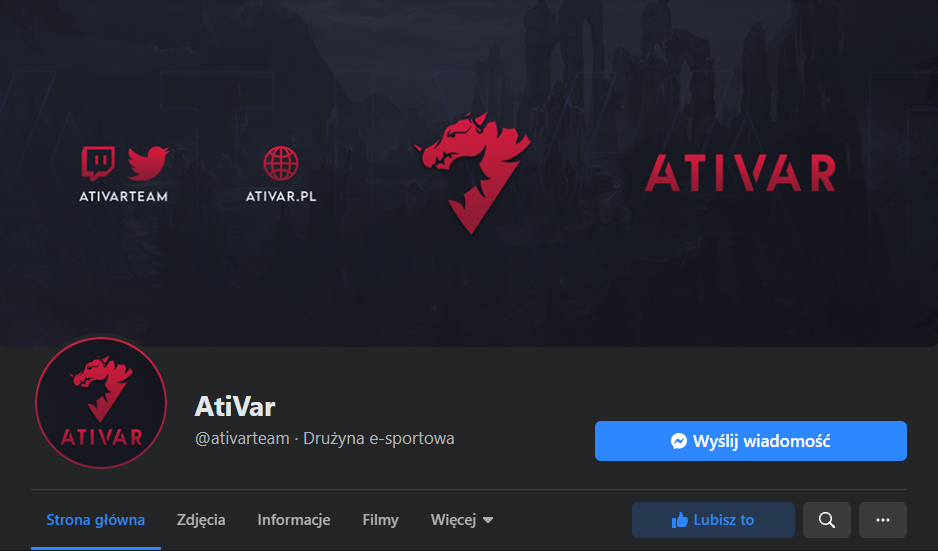 ATIVAR
ATIVARTEAM
ATIVAR.PL
ATIVAR
ATIVAR
AtiVar
@ativarteam · Drużyna e-sportowa
Wyślij wiadomość
Strona główna
Zdjęcia
Informacje
Filmy
Więcej
Lubisz to